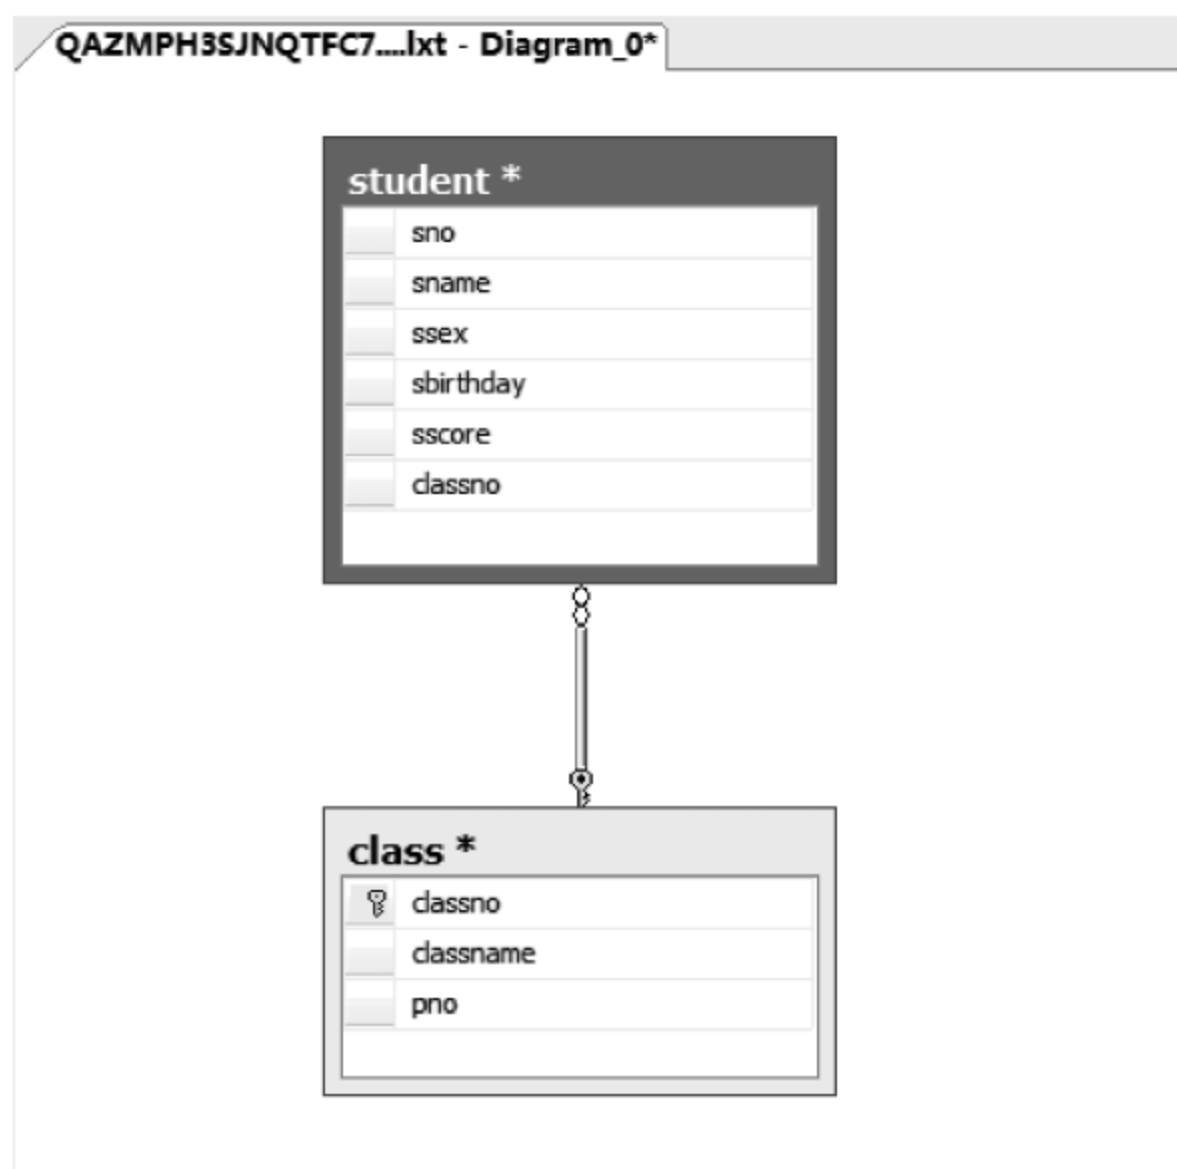 QAZMPH3SJNQTFC7....lxt - Diagram_0*
student *
sno
sname
ssex
sbirthday
sscore
classno
class *
classno
classname
pno